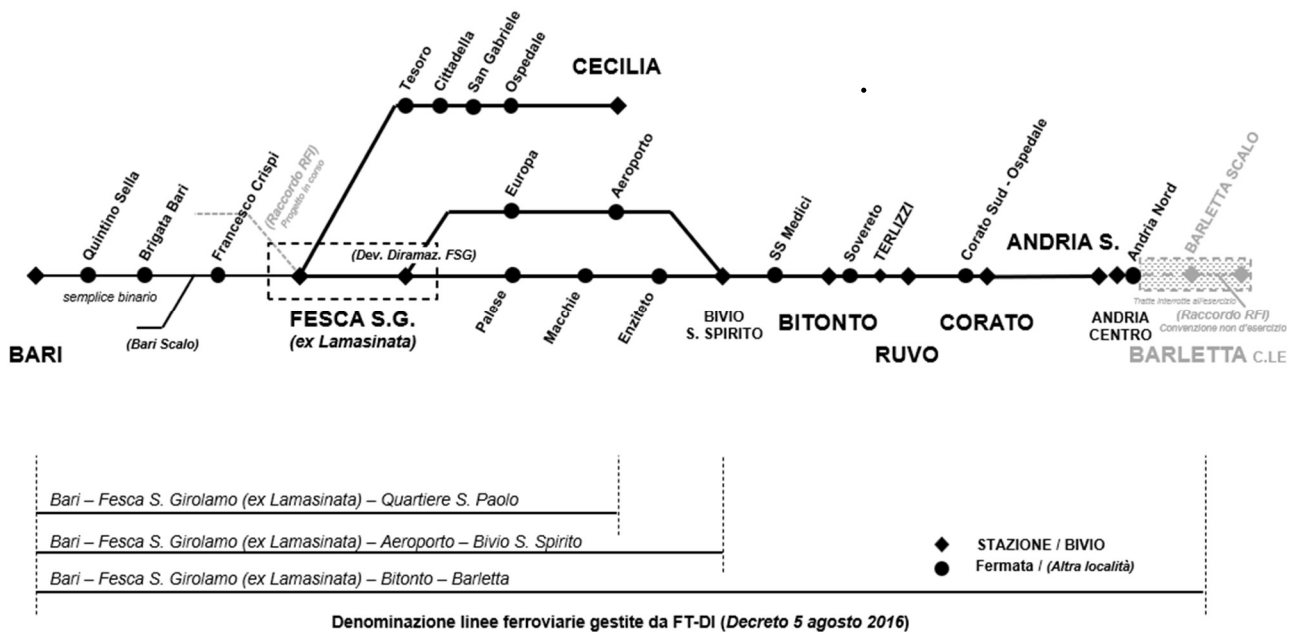 Tesoro
Cittadella
San Gabriele
Ospedale
CECILIA
Quintino Sella
Brigata Bari
Francesco Crispi
(Raccordo RFI)
Progetto in corso
Europa
Aeroporto
SS Medici
Sovereto
TERLIZZI
Corato Sud - Ospedale
ANDRIA S.
Andria Nord
BARLETTA SCALO
(Dev. Diramaz. FSG)
semplice binario
(Bari Scalo)
BARI
FESCA S.G.
(ex Lamasinata)
Palese
Macchie
Enziteto
BIVIO
S. SPIRITO
BITONTO
RUVO
CORATO
ANDRIA
CENTRO
Tratte interrotte all'esercizio
(Raccordo RFI)
Convenzione non d'esercizio
BARLETTA C.LE
Bari – Fesca S. Girolamo (ex Lamasinata) – Quartiere S. Paolo
Bari – Fesca S. Girolamo (ex Lamasinata) – Aeroporto – Bivio S. Spirito
Bari – Fesca S. Girolamo (ex Lamasinata) – Bitonto – Barletta
STAZIONE / BIVIO
Fermata / (Altra località)
Denominazione linee ferroviarie gestite da FT-DI (Decreto 5 agosto 2016)